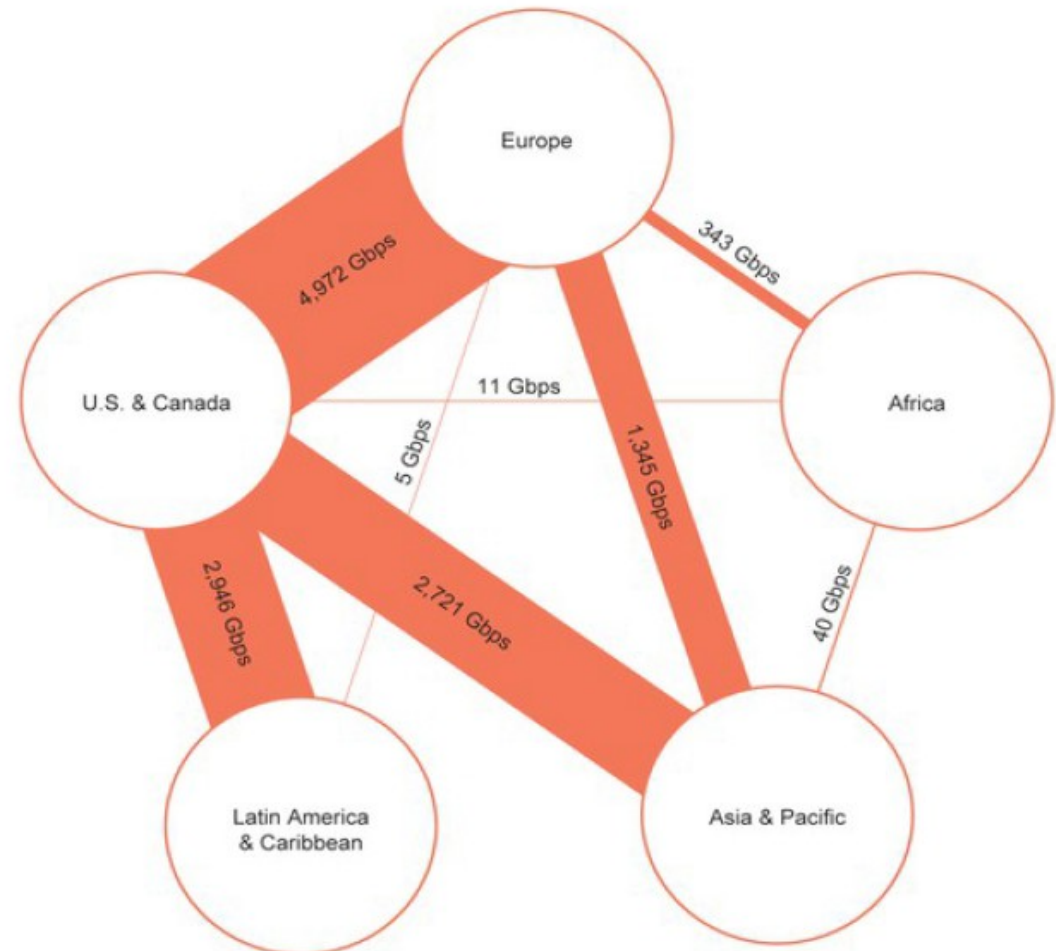 Europe
4,972 Gbps
343 Gbps
U.S. & Canada
11 Gbps
Africa
5 Gbps
1,345 Gbps
2,946 Gbps
2,721 Gbps
40 Gbps
Latin America
& Caribbean
Asia & Pacific